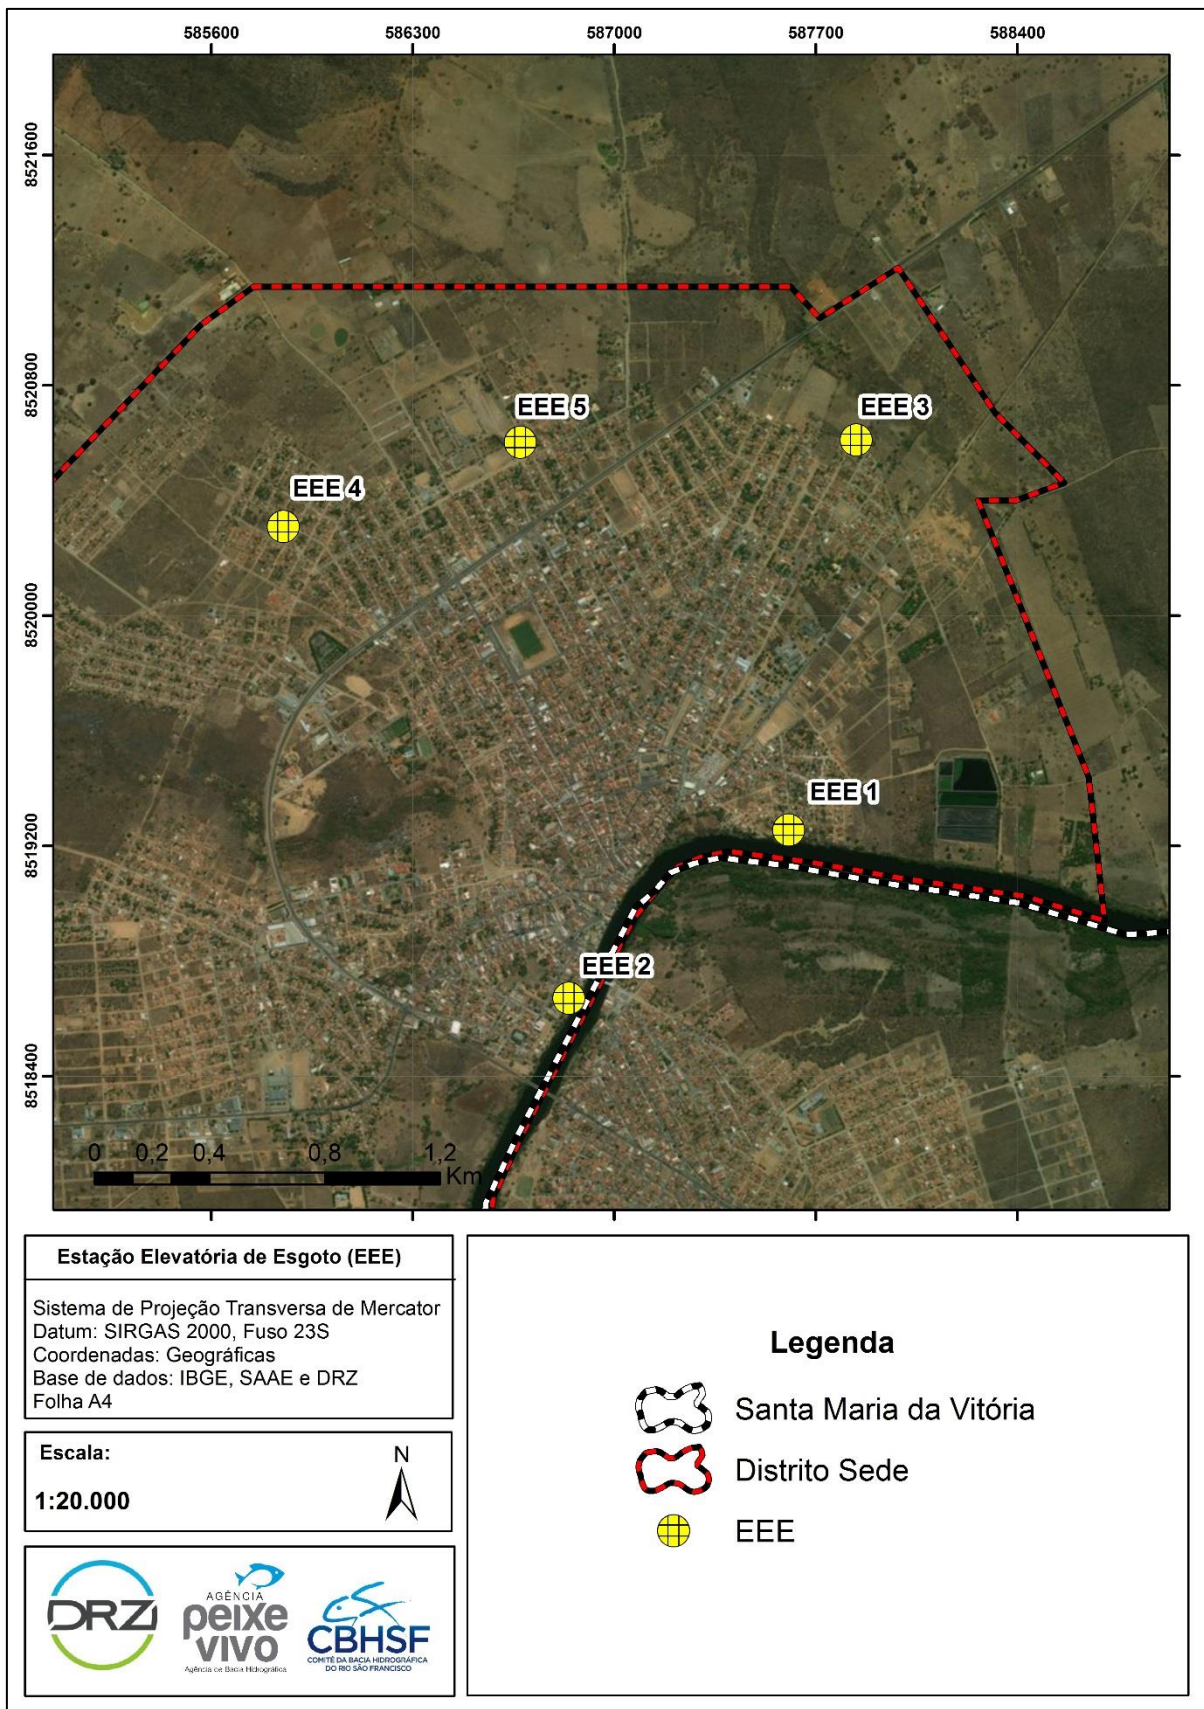 585600 586300 587000 587700 588400
8521600
8520800
8520000
8519200
8518400
EEE 5
EEE 3
EEE 4
EEE 1
EEE 2
0 0,2 0,4 0,8 1,2
Km
Estação Elevatória de Esgoto (EEE)
Sistema de Projeção Transversa de Mercator
Datum: SIRGAS 2000, Fuso 23S
Coordenadas: Geográficas
Base de dados: IBGE, SAAE e DRZ
Folha A4
Escala:
1:20.000
N
DRZ
AGÊNCIA
peixe
vivo
Agência de Bacia Hidrográfica
CBHSF
COMITÊ DA BACIA HIDROGRÁFICA
DO RIO SÃO FRANCISCO
Legenda
Santa Maria da Vitória
Distrito Sede
EEE